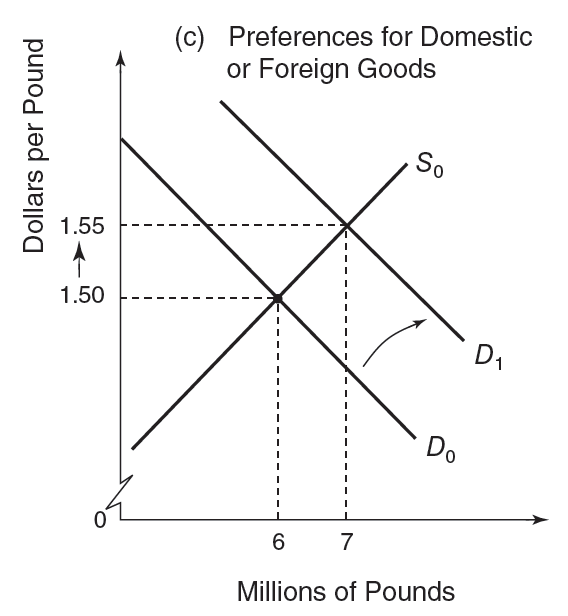 (c) Preferences for Domestic
or Foreign Goods
Dollars per Pound
S0
1.55
1.50
D1
D0
0
6 7
Millions of Pounds